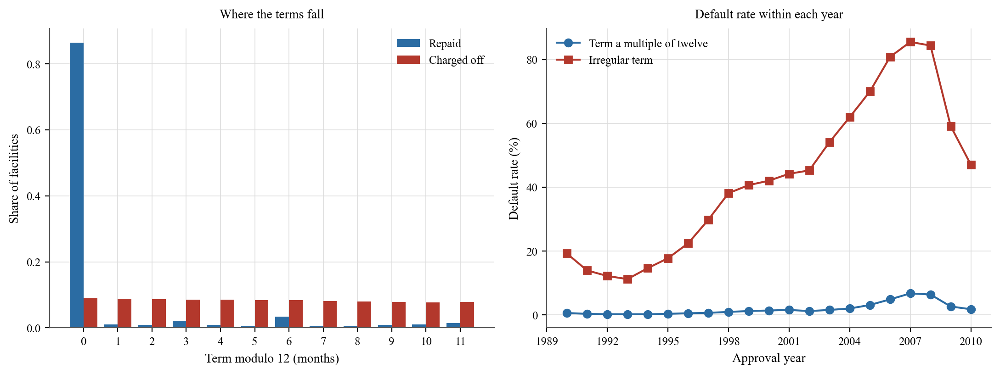 Where the terms fall
Repaid
Charged off
Share of facilities
0.8
0.6
0.4
0.2
0.0
0 1 2 3 4 5 6 7 8 9 10 11
Term modulo 12 (months)
Default rate within each year
Term a multiple of twelve
Irregular term
Default rate (%)
80
60
40
20
0
1989 1992 1995 1998 2001 2004 2007 2010
Approval year